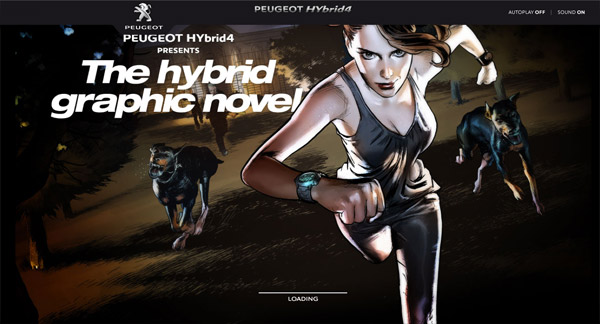 PEUGEOT
PEUGEOT HYbrid4
AUTOPLAY OFF | SOUND ON
PEUGEOT HYbrid4
PRESENTS
The hybrid
graphic novel
LOADING